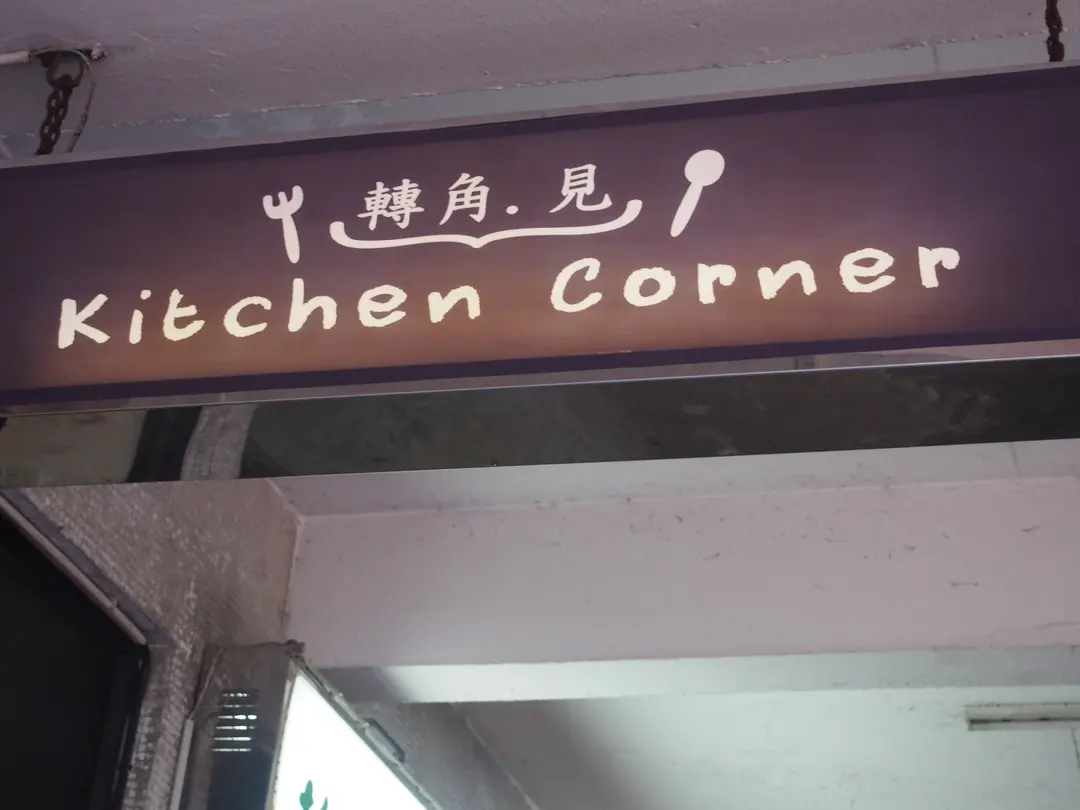 轉角.見
Kitchen Corner